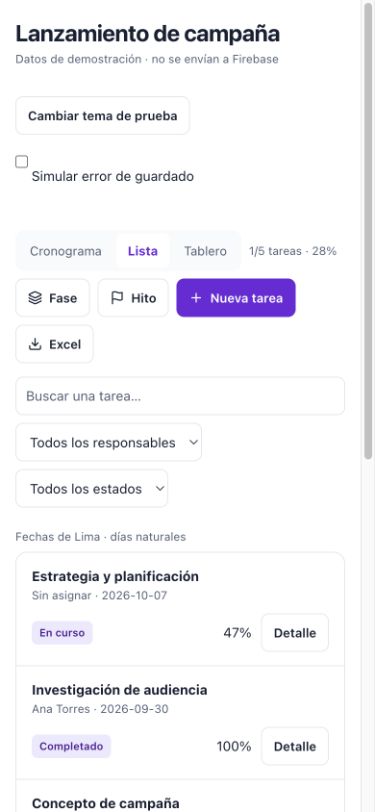 Lanzamiento de campaña
Datos de demostración · no se envían a Firebase
Cambiar tema de prueba
Simular error de guardado
Cronograma Lista Tablero 1/5 tareas · 28%
Fase Hito + Nueva tarea
Excel
Buscar una tarea...
Todos los responsables
Todos los estados
Fechas de Lima · días naturales
Estrategia y planificación
Sin asignar · 2026-10-07
En curso 47% Detalle
Investigación de audiencia
Ana Torres · 2026-09-30
Completado 100% Detalle
Concepto de campaña